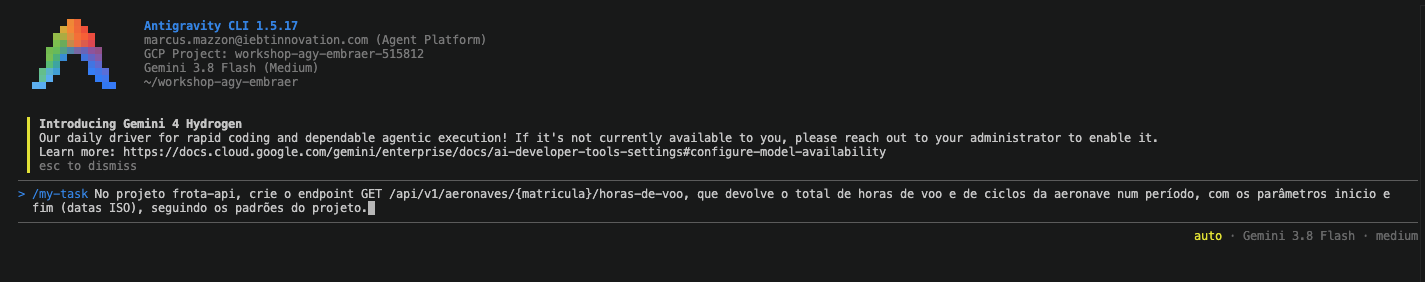 Antigravity CLI 1.5.17
marcus.mazzon@iebtinnovation.com (Agent Platform)
GCP Project: workshop-agy-embraer-515812
Gemini 3.8 Flash (Medium)
~/workshop-agy-embraer
Introducing Gemini 4 Hydrogen
Our daily driver for rapid coding and dependable agentic execution! If it's not currently available to you, please reach out to your administrator to enable it.
Learn more: https://docs.cloud.google.com/gemini/enterprise/docs/ai-developer-tools-settings#configure-model-availability
esc to dismiss
> /my-task No projeto frota-api, crie o endpoint GET /api/v1/aeronaves/{matricula}/horas-de-voo, que devolve o total de horas de voo e de ciclos da aeronave num período, com os parâmetros inicio e
fim (datas ISO), seguindo os padrões do projeto.
auto · Gemini 3.8 Flash · medium